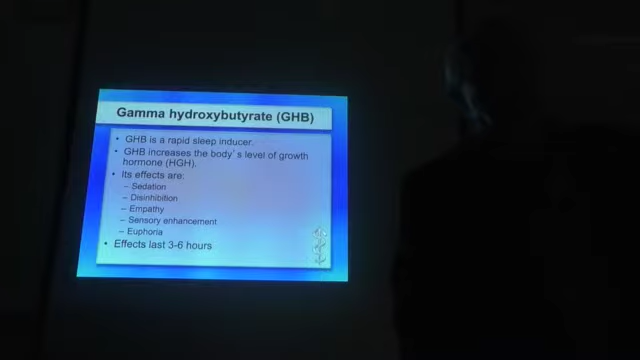 Gamma hydroxybutyrate (GHB)
• GHB is a rapid sleep inducer.
• GHB increases the body's level of growth
hormone (HGH).
• Its effects are:
– Sedation
– Disinhibition
– Empathy
– Sensory enhancement
– Euphoria
• Effects last 3-6 hours